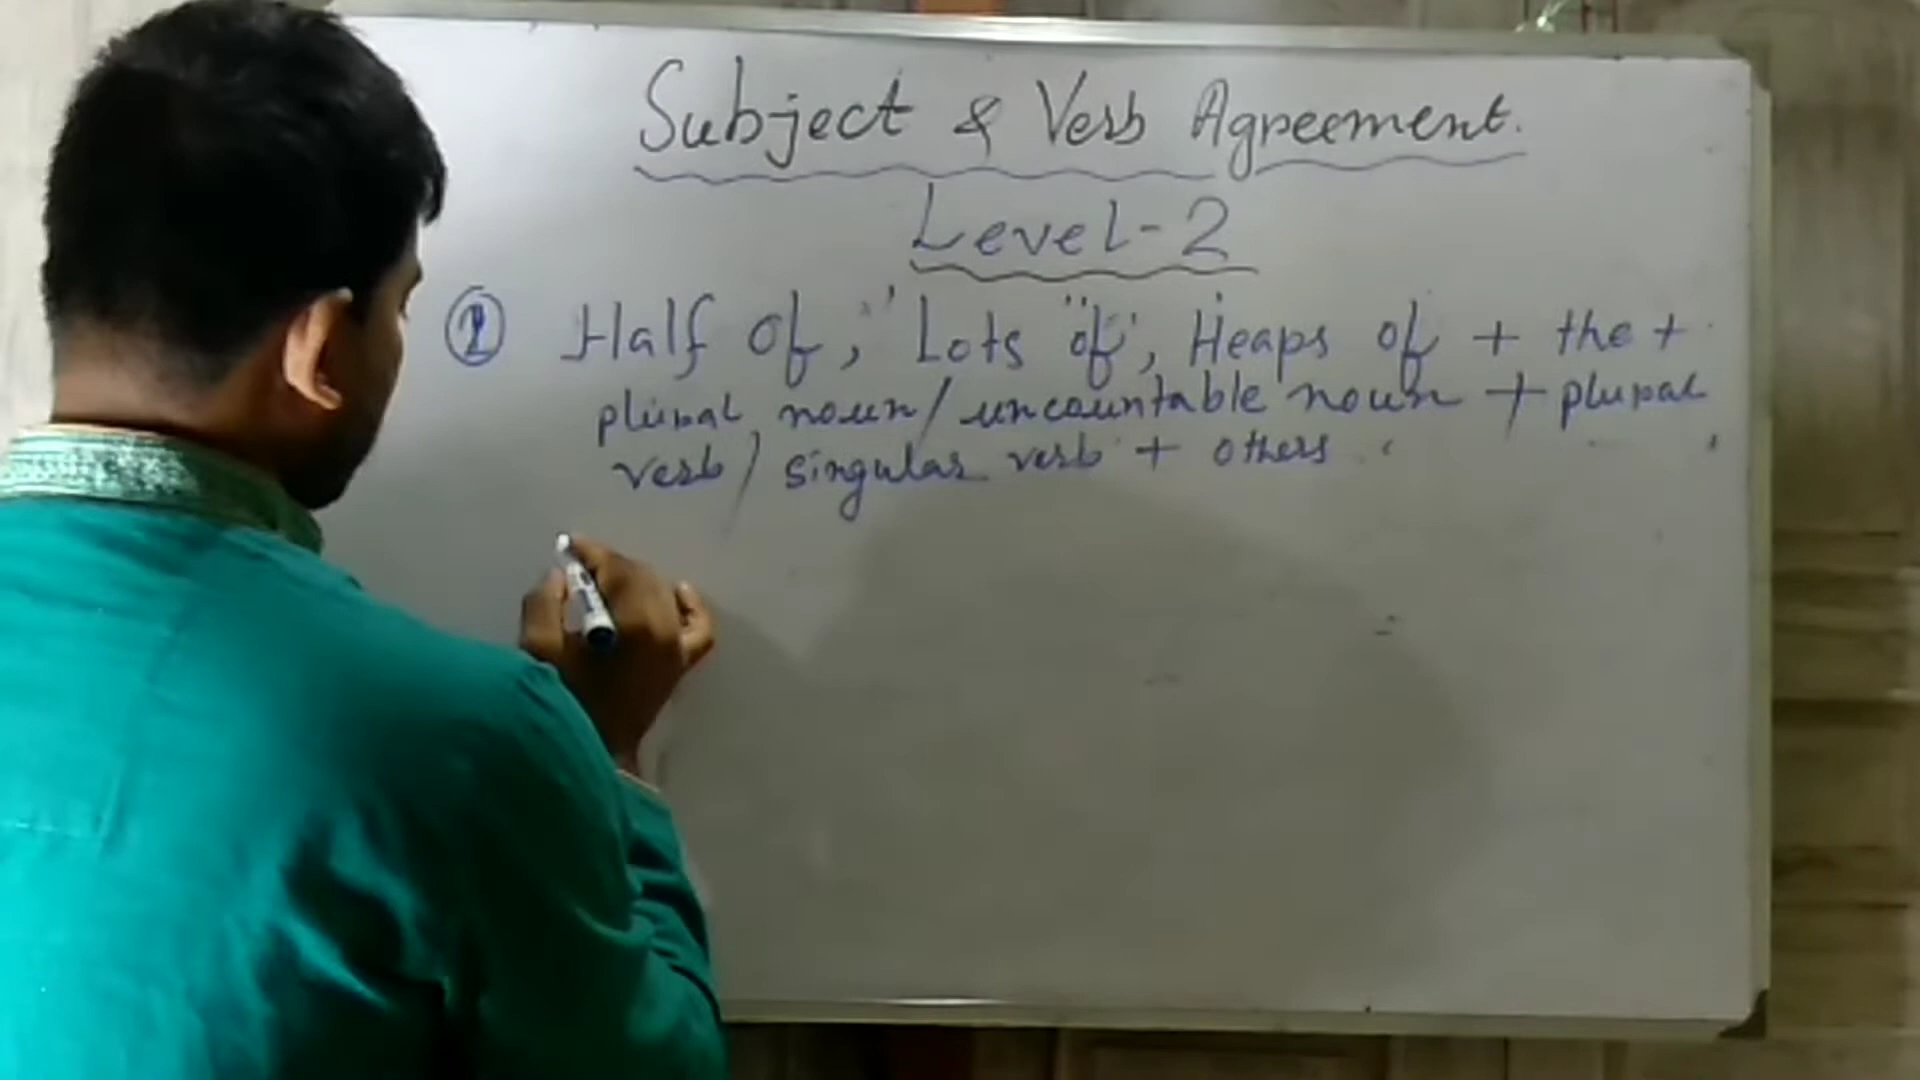 Subject & Verb Agreement.
Level-2
① Half of, Lots of, Heaps of + the +
plural noun/uncountable noun + plural
verb/singular verb + others